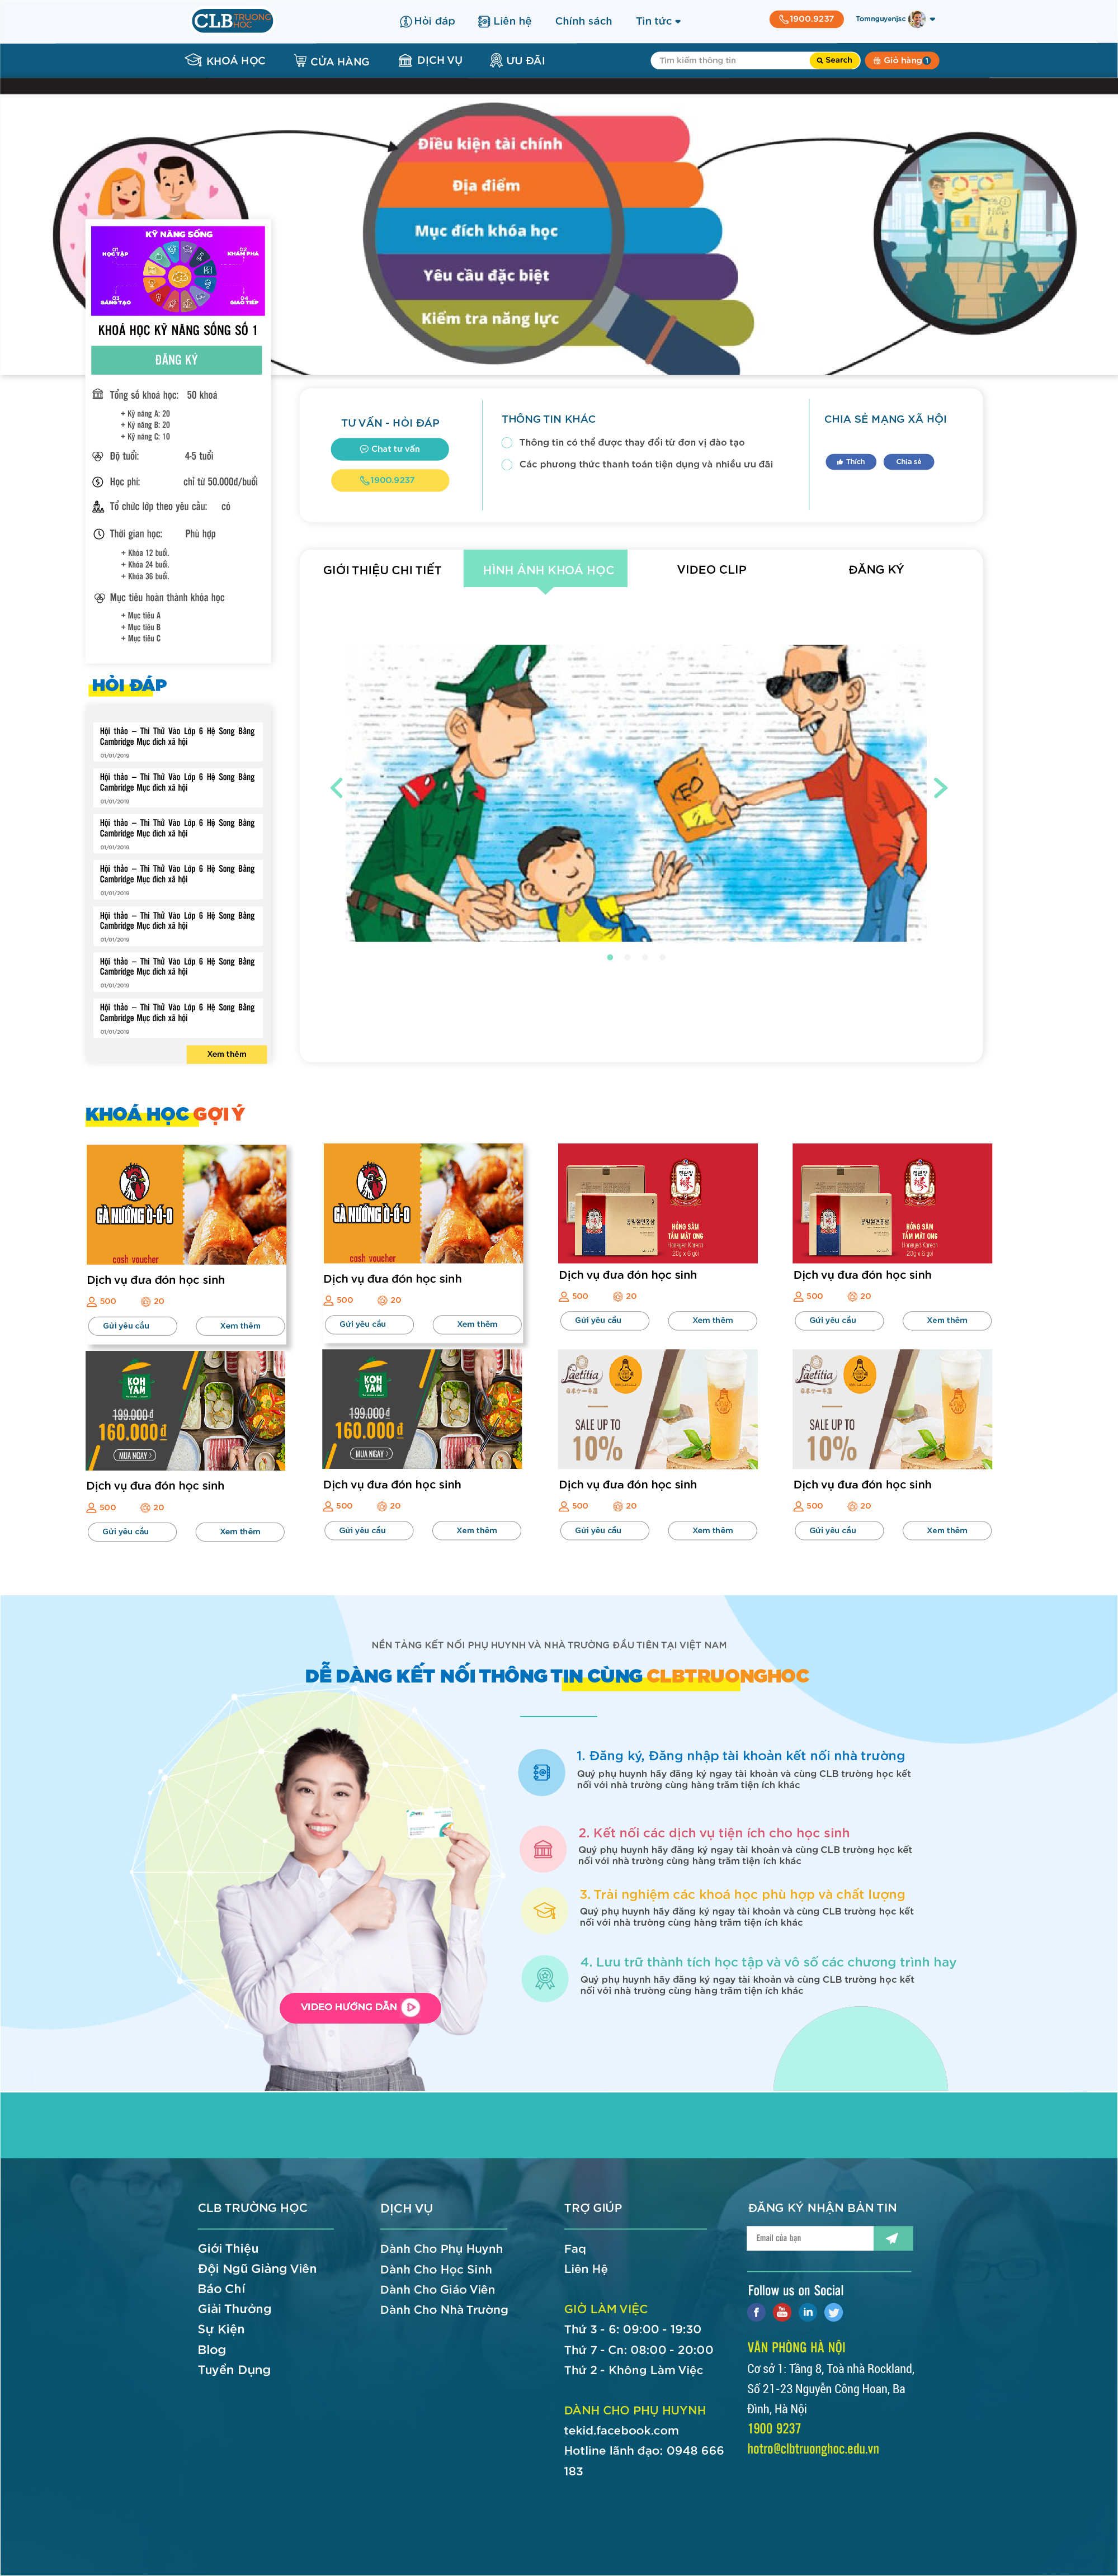 CLB TRUONG HOC
Hỏi đáp
Liên hệ
Chính sách
Tin tức
1900.9237
Tomnguyenjsc
KHOÁ HỌC
CỬA HÀNG
DỊCH VỤ
ƯU ĐÃI
Tìm kiếm thông tin
Search
Giỏ hàng 1
Điều kiện tài chính
Địa điểm
Mục đích khóa học
Yêu cầu đặc biệt
Kiểm tra năng lực
KỸ NĂNG SỐNG
01
HỌC TẬP
02
KHÁM PHÁ
03
SÁNG TẠO
04
GIAO TIẾP
KHOÁ HỌC KỸ NĂNG SỐNG SỐ 1
ĐĂNG KÝ
Tổng số khoá học: 50 khoá
+ Kỹ năng A: 20
+ Kỹ năng B: 20
+ Kỹ năng C: 10
Độ tuổi: 4-5 tuổi
Học phí: chỉ từ 50.000đ/buổi
Tổ chức lớp theo yêu cầu: có
Thời gian học: Phù hợp
+ Khóa 12 buổi.
+ Khóa 24 buổi.
+ Khóa 36 buổi.
Mục tiêu hoàn thành khóa học
+ Mục tiêu A
+ Mục tiêu B
+ Mục tiêu C
TƯ VẤN - HỎI ĐÁP
Chat tư vấn
1900.9237
THÔNG TIN KHÁC
Thông tin có thể được thay đổi từ đơn vị đào tạo
Các phương thức thanh toán tiện dụng và nhiều ưu đãi
CHIA SẺ MẠNG XÃ HỘI
Thích
Chia sẻ
GIỚI THIỆU CHI TIẾT
HÌNH ẢNH KHOÁ HỌC
VIDEO CLIP
ĐĂNG KÝ
KẸO
HỎI ĐÁP
Hội thảo – Thi Thử Vào Lớp 6 Hệ Song Bằng
Cambridge Mục đích xã hội
01/01/2019
Hội thảo – Thi Thử Vào Lớp 6 Hệ Song Bằng
Cambridge Mục đích xã hội
01/01/2019
Hội thảo – Thi Thử Vào Lớp 6 Hệ Song Bằng
Cambridge Mục đích xã hội
01/01/2019
Hội thảo – Thi Thử Vào Lớp 6 Hệ Song Bằng
Cambridge Mục đích xã hội
01/01/2019
Hội thảo – Thi Thử Vào Lớp 6 Hệ Song Bằng
Cambridge Mục đích xã hội
01/01/2019
Hội thảo – Thi Thử Vào Lớp 6 Hệ Song Bằng
Cambridge Mục đích xã hội
01/01/2019
Hội thảo – Thi Thử Vào Lớp 6 Hệ Song Bằng
Cambridge Mục đích xã hội
01/01/2019
Xem thêm
KHOÁ HỌC GỢI Ý
GÀ NƯỚNG Ò-Ó-O
cash voucher
Dịch vụ đưa đón học sinh
500 20
Gửi yêu cầu
Xem thêm
GÀ NƯỚNG Ò-Ó-O
cash voucher
Dịch vụ đưa đón học sinh
500 20
Gửi yêu cầu
Xem thêm
정관장
HỒNG SÂM
TẨM MẬT ONG
20g x 6 gói
Dịch vụ đưa đón học sinh
500 20
Gửi yêu cầu
Xem thêm
정관장
HỒNG SÂM
TẨM MẬT ONG
20g x 6 gói
Dịch vụ đưa đón học sinh
500 20
Gửi yêu cầu
Xem thêm
KOH YAM
199.000đ
160.000đ
MUA NGAY
Dịch vụ đưa đón học sinh
500 20
Gửi yêu cầu
Xem thêm
KOH YAM
199.000đ
160.000đ
MUA NGAY
Dịch vụ đưa đón học sinh
500 20
Gửi yêu cầu
Xem thêm
Laetitia
SALE UP TO
10%
Dịch vụ đưa đón học sinh
500 20
Gửi yêu cầu
Xem thêm
Laetitia
SALE UP TO
10%
Dịch vụ đưa đón học sinh
500 20
Gửi yêu cầu
Xem thêm
NỀN TẢNG KẾT NỐI PHỤ HUYNH VÀ NHÀ TRƯỜNG ĐẦU TIÊN TẠI VIỆT NAM
DỄ DÀNG KẾT NỐI THÔNG TIN CÙNG CLBTRUONGHOC
1. Đăng ký, Đăng nhập tài khoản kết nối nhà trường
Quý phụ huynh hãy đăng ký ngay tài khoản và cùng CLB trường học kết
nối với nhà trường cùng hàng trăm tiện ích khác
2. Kết nối các dịch vụ tiện ích cho học sinh
Quý phụ huynh hãy đăng ký ngay tài khoản và cùng CLB trường học kết
nối với nhà trường cùng hàng trăm tiện ích khác
3. Trải nghiệm các khoá học phù hợp và chất lượng
Quý phụ huynh hãy đăng ký ngay tài khoản và cùng CLB trường học kết
nối với nhà trường cùng hàng trăm tiện ích khác
4. Lưu trữ thành tích học tập và vô số các chương trình hay
Quý phụ huynh hãy đăng ký ngay tài khoản và cùng CLB trường học kết
nối với nhà trường cùng hàng trăm tiện ích khác
VIDEO HƯỚNG DẪN
CLB TRƯỜNG HỌC
Giới Thiệu
Đội Ngũ Giảng Viên
Báo Chí
Giải Thưởng
Sự Kiện
Blog
Tuyển Dụng
DỊCH VỤ
Dành Cho Phụ Huynh
Dành Cho Học Sinh
Dành Cho Giáo Viên
Dành Cho Nhà Trường
TRỢ GIÚP
Faq
Liên Hệ
GIỜ LÀM VIỆC
Thứ 3 - 6: 09:00 - 19:30
Thứ 7 - Cn: 08:00 - 20:00
Thứ 2 - Không Làm Việc
DÀNH CHO PHỤ HUYNH
tekid.facebook.com
Hotline lãnh đạo: 0948 666
183
ĐĂNG KÝ NHẬN BẢN TIN
Email của bạn
Follow us on Social
VĂN PHÒNG HÀ NỘI
Cơ sở 1: Tầng 8, Toà nhà Rockland,
Số 21-23 Nguyễn Công Hoan, Ba
Đình, Hà Nội
1900 9237
hotro@clbtruonghoc.edu.vn